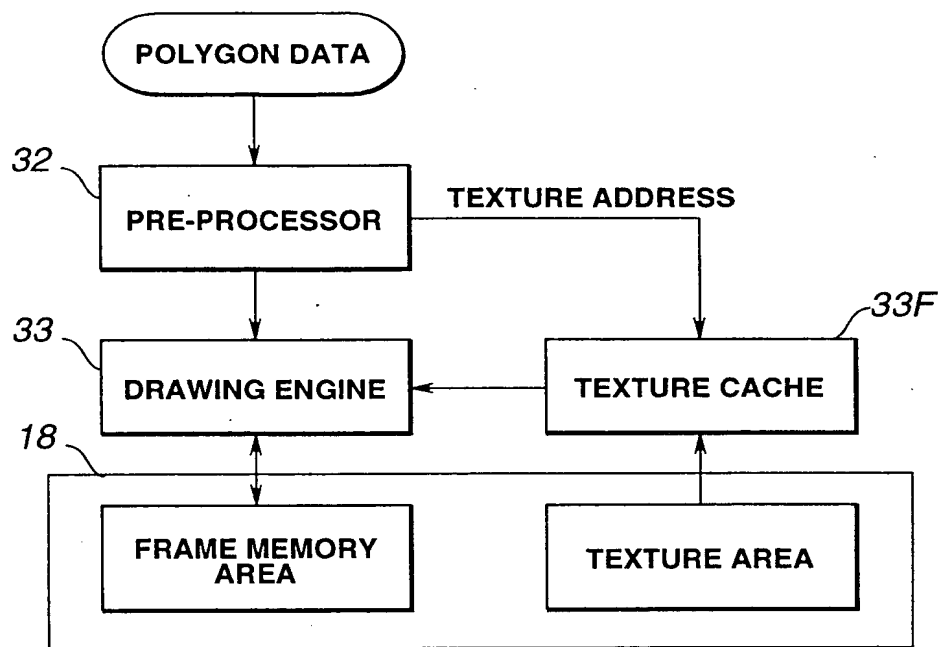 POLYGON DATA
32
PRE-PROCESSOR
TEXTURE ADDRESS
33
DRAWING ENGINE
33F
TEXTURE CACHE
18
FRAME MEMORY
AREA
TEXTURE AREA